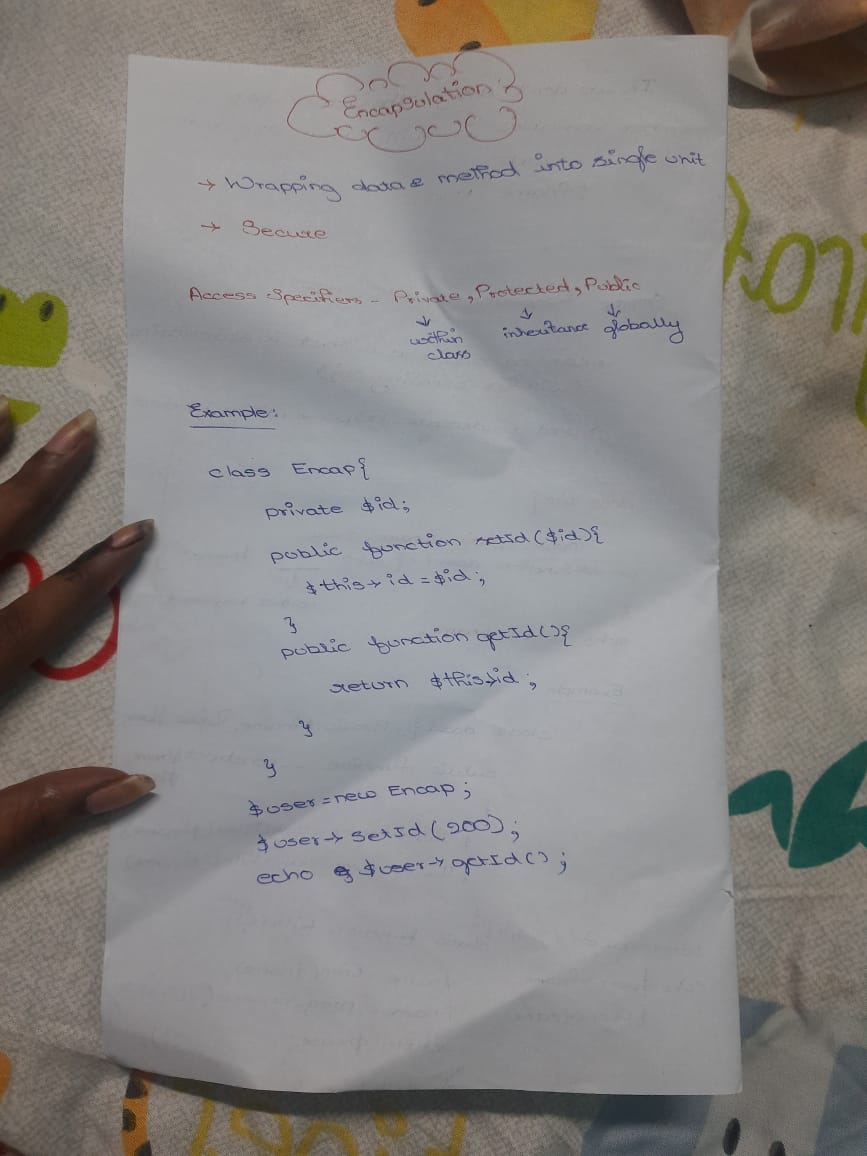 Encapsulation:
→ Wrapping data & method into single unit
→ Secure
Access Specifiers - Private, Protected, Public
↓ ↓ ↓
within class inheritance globally
Example:
class Encap{
private $id;
public function setId($id){
$this→id = $id;
}
public function getId(){
return $this→id;
}
}
$user = new Encap;
$user→setId(200);
echo $user→getId();